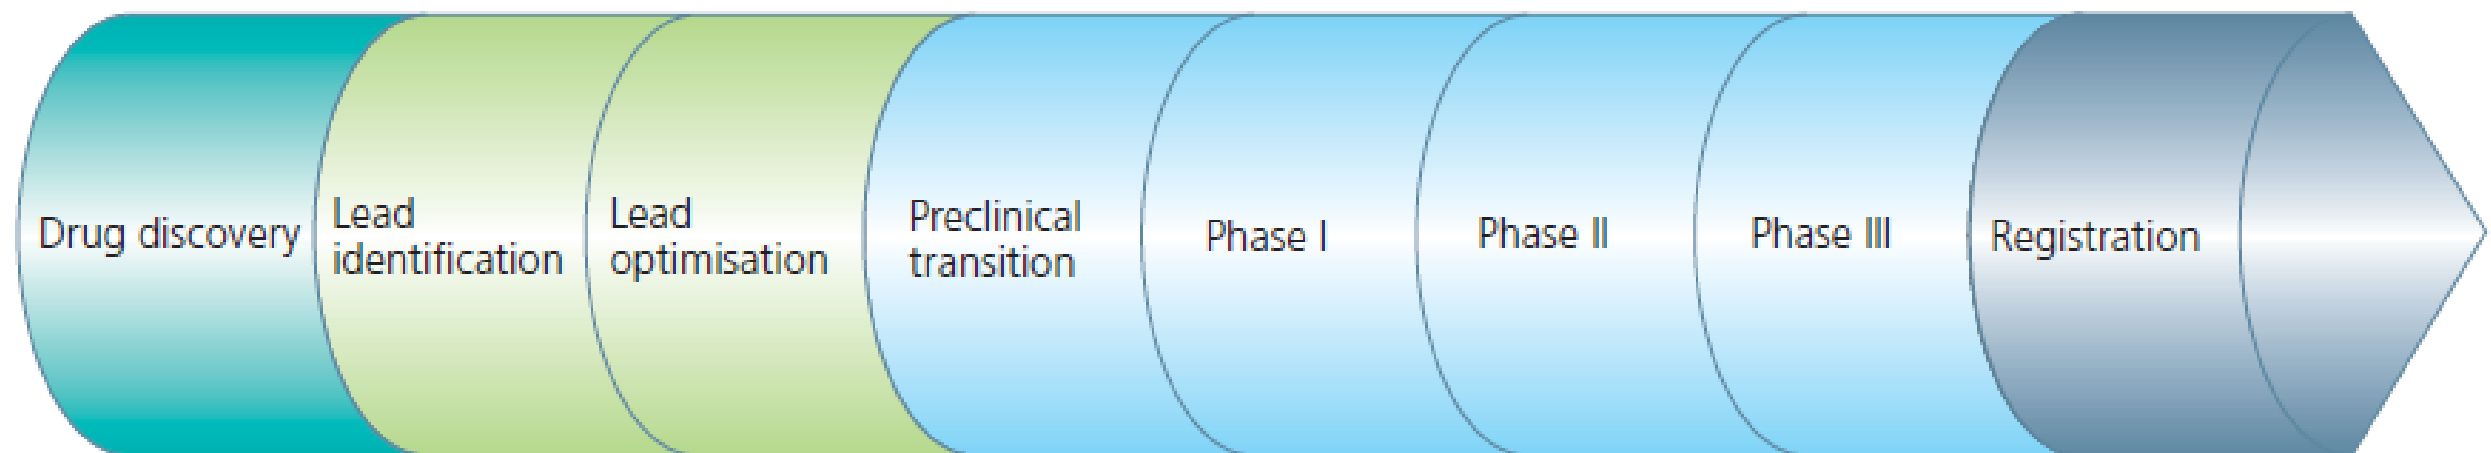 Drug discovery
Lead
identification
Lead
optimisation
Preclinical
transition
Phase I
Phase II
Phase III
Registration